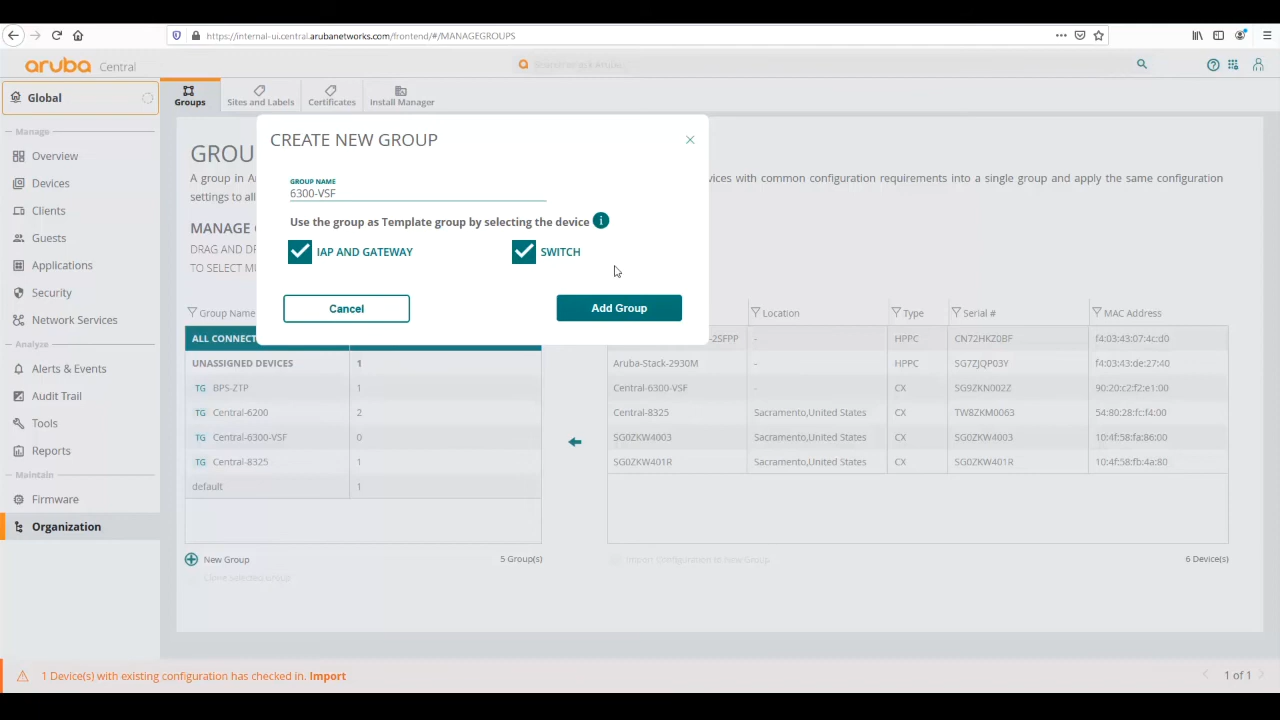 https://internal-ui.central.arubanetworks.com/frontend/#/MANAGEGROUPS
aruba Central
Global
Manage
Overview
Devices
Clients
Guests
Applications
Security
Network Services
Analyze
Alerts & Events
Audit Trail
Tools
Reports
Maintain
Firmware
Organization
Groups
Sites and Labels
Certificates
Install Manager
GROU
A group in A
vices with common configuration requirements into a single group and apply the same configuration
settings to all
MANAGE
DRAG AND DR
TO SELECT MU
CREATE NEW GROUP
GROUP NAME
6300-VSF
Use the group as Template group by selecting the device i
IAP AND GATEWAY
SWITCH
Cancel
Add Group
Group Name
ALL CONNECT
UNASSIGNED DEVICES 1
TG BPS-ZTP 1
TG Central-6200 2
TG Central-6300-VSF 0
TG Central-8325 1
default 1
New Group
5 Group(s)
Clone Selected Group
Location Type Serial # MAC Address
-2SFPP - HPPC CN72HKZ0BF f4:03:43:07:4c:d0
Aruba-Stack-2930M - HPPC SG7ZJQP03Y f4:03:43:de:27:40
Central-6300-VSF - CX SG9ZKN002Z 90:20:c2:f2:e1:00
Central-8325 Sacramento,United States CX TW8ZKM0063 54:80:28:fc:f4:00
SG0ZKW4003 Sacramento,United States CX SG0ZKW4003 10:4f:58:fa:86:00
SG0ZKW401R Sacramento,United States CX SG0ZKW401R 10:4f:58:fb:4a:80
Import Configuration to New Group
6 Device(s)
1 Device(s) with existing configuration has checked in. Import
1 of 1